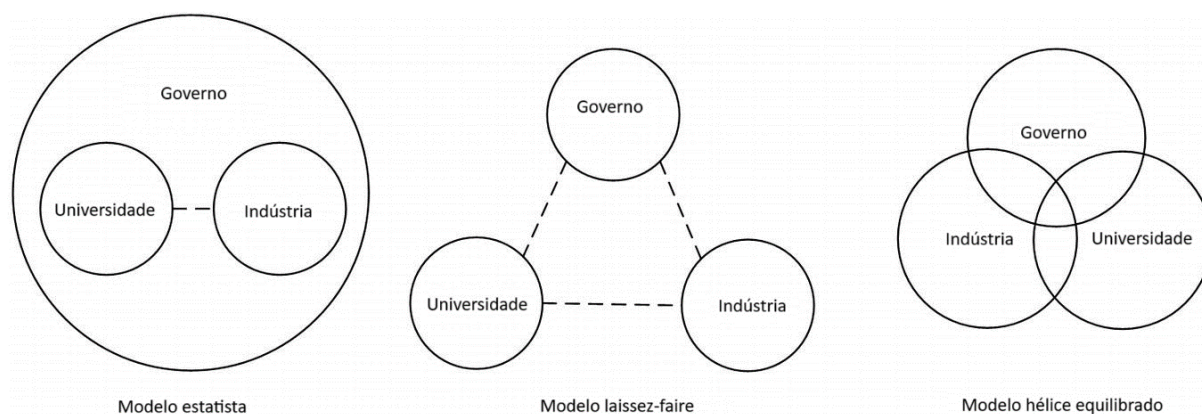 Governo
Universidade
Indústria
Modelo estatista
Governo
Universidade
Indústria
Modelo laissez-faire
Governo
Indústria
Universidade
Modelo hélice equilibrado